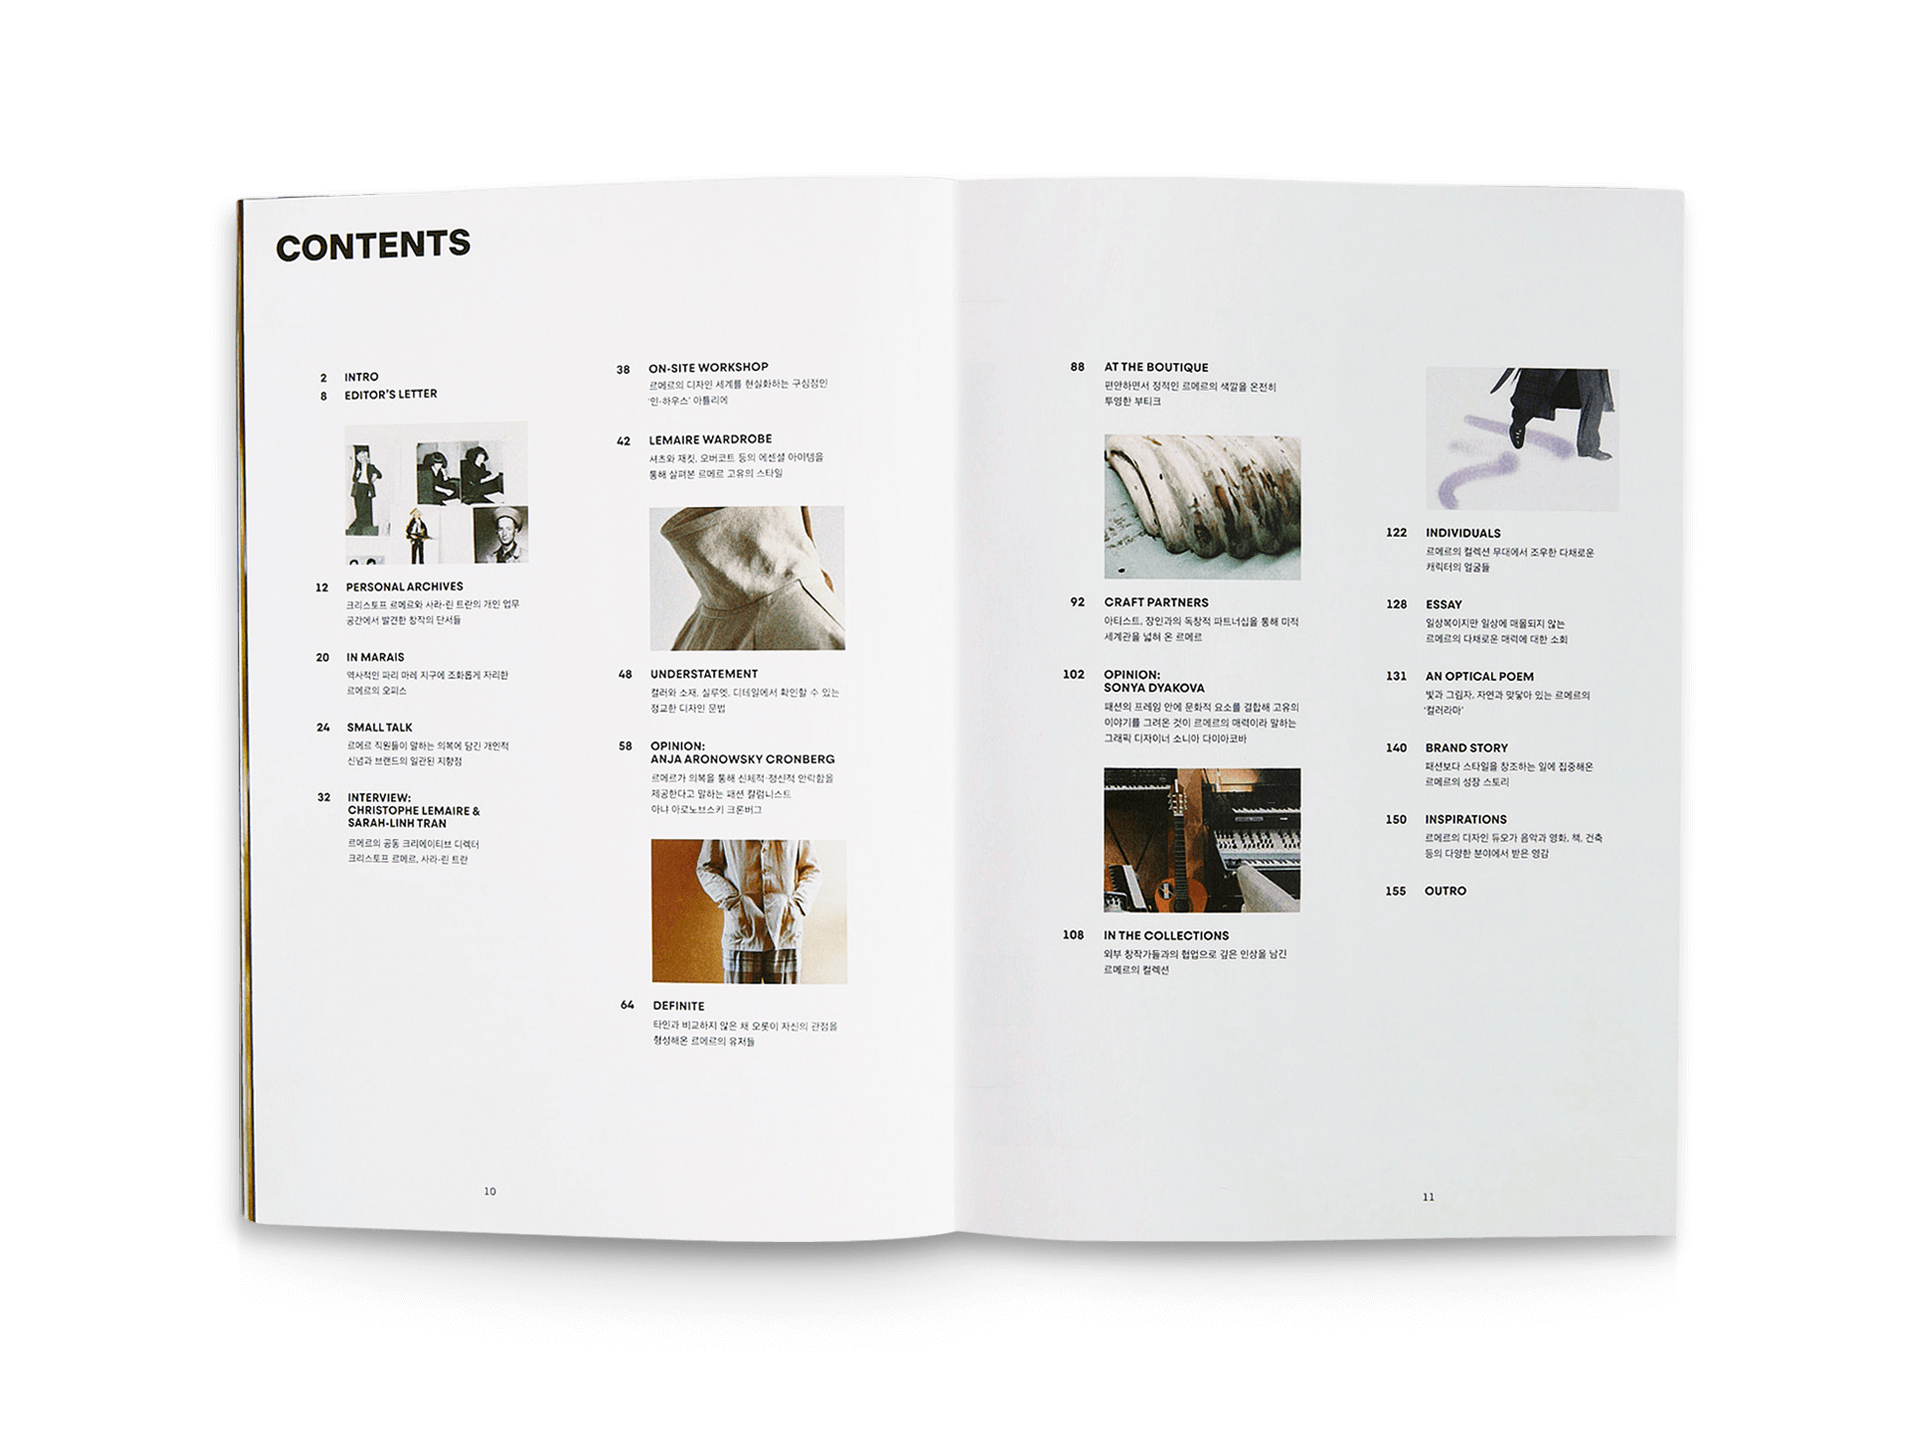 CONTENTS
2 INTRO
8 EDITOR'S LETTER
12 PERSONAL ARCHIVES
크리스토프 르메르와 사라-린 트란의 개인 업무
공간에서 발견한 창작의 단서들
20 IN MARAIS
역사적인 파리 마레 지구에 조화롭게 자리한
르메르의 오피스
24 SMALL TALK
르메르 직원들이 말하는 의복에 담긴 개인적
신념과 브랜드의 일관된 지향점
32 INTERVIEW:
CHRISTOPHE LEMAIRE &
SARAH-LINH TRAN
르메르의 공동 크리에이티브 디렉터
크리스토프 르메르, 사라-린 트란
38 ON-SITE WORKSHOP
르메르의 디자인 세계를 현실화하는 구심점인
'인-하우스' 아틀리에
42 LEMAIRE WARDROBE
셔츠와 재킷, 오버코트 등의 에센셜 아이템을
통해 살펴본 르메르 고유의 스타일
48 UNDERSTATEMENT
컬러와 소재, 실루엣, 디테일에서 확인할 수 있는
정교한 디자인 문법
58 OPINION:
ANJA ARONOWSKY CRONBERG
르메르가 의복을 통해 신체적·정신적 안락함을
제공한다고 말하는 패션 칼럼니스트
아냐 아로노브스키 크론버그
64 DEFINITE
타인과 비교하지 않은 채 오롯이 자신의 관점을
형성해온 르메르의 유저들
10
88 AT THE BOUTIQUE
편안하면서 정적인 르메르의 색깔을 온전히
투영한 부티크
92 CRAFT PARTNERS
아티스트, 장인과의 독창적 파트너십을 통해 미적
세계관을 넓혀 온 르메르
102 OPINION:
SONYA DYAKOVA
패션의 프레임 안에 문화적 요소를 결합해 고유의
이야기를 그려온 것이 르메르의 매력이라 말하는
그래픽 디자이너 소니아 다이아코바
108 IN THE COLLECTIONS
외부 창작가들과의 협업으로 깊은 인상을 남긴
르메르의 컬렉션
122 INDIVIDUALS
르메르의 컬렉션 무대에서 조우한 다채로운
캐릭터의 얼굴들
128 ESSAY
일상복이지만 일상에 매몰되지 않는
르메르의 다채로운 매력에 대한 소회
131 AN OPTICAL POEM
빛과 그림자, 자연과 맞닿아 있는 르메르의
'컬러라마'
140 BRAND STORY
패션보다 스타일을 창조하는 일에 집중해온
르메르의 성장 스토리
150 INSPIRATIONS
르메르의 디자인 듀오가 음악과 영화, 책, 건축
등의 다양한 분야에서 받은 영감
155 OUTRO
11